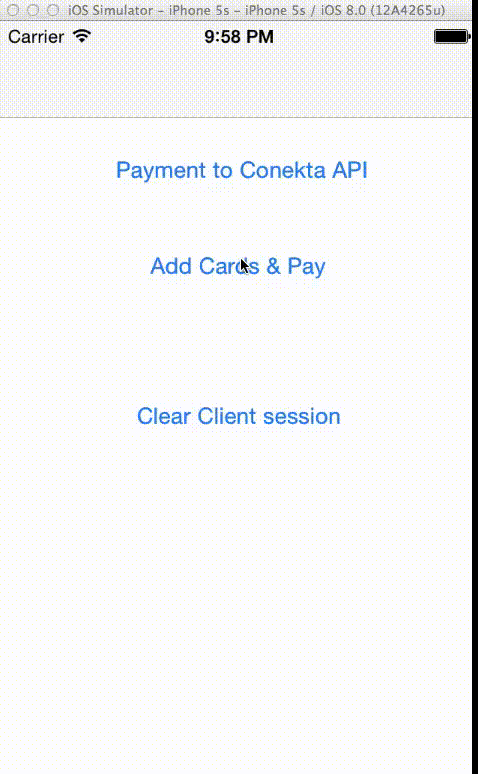 iOS Simulator – iPhone 5s – iPhone 5s / iOS 8.0 (12A4265u)
Carrier 9:58 PM
Payment to Conekta API
Add Cards & Pay
Clear Client session